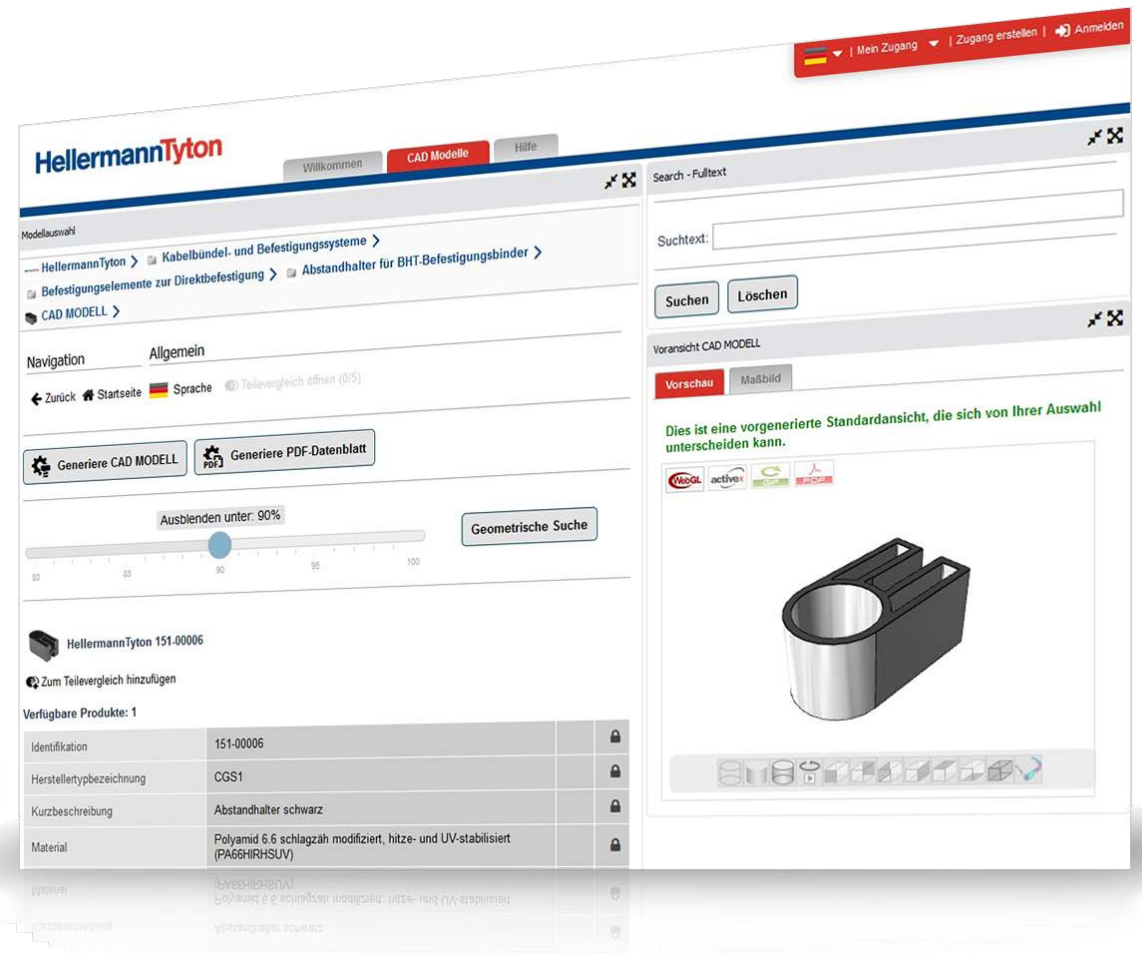 | Mein Zugang | Zugang erstellen | Anmelden
HellermannTyton
Willkommen CAD Modelle Hilfe
Modellauswahl
HellermannTyton > Kabelbündel- und Befestigungssysteme >
Befestigungselemente zur Direktbefestigung > Abstandhalter für BHT-Befestigungsbinder >
CAD MODELL >
Navigation Allgemein
Zurück Startseite Sprache Teilevergleich öffnen (0/5)
Generiere CAD MODELL PDF Generiere PDF-Datenblatt
Ausblenden unter: 90%
Geometrische Suche
80 85 90 95 100
HellermannTyton 151-00006
Zum Teilevergleich hinzufügen
Verfügbare Produkte: 1
Identifikation 151-00006
Herstellertypbezeichnung CGS1
Kurzbeschreibung Abstandhalter schwarz
Material Polyamid 6.6 schlagzäh modifiziert, hitze- und UV-stabilisiert
(PA66HIRHSUV)
Search - Fulltext
Suchtext:
Suchen Löschen
Voransicht CAD MODELL
Vorschau Maßbild
Dies ist eine vorgenerierte Standardansicht, die sich von Ihrer Auswahl
unterscheiden kann.
WebGL activex GIF PDF